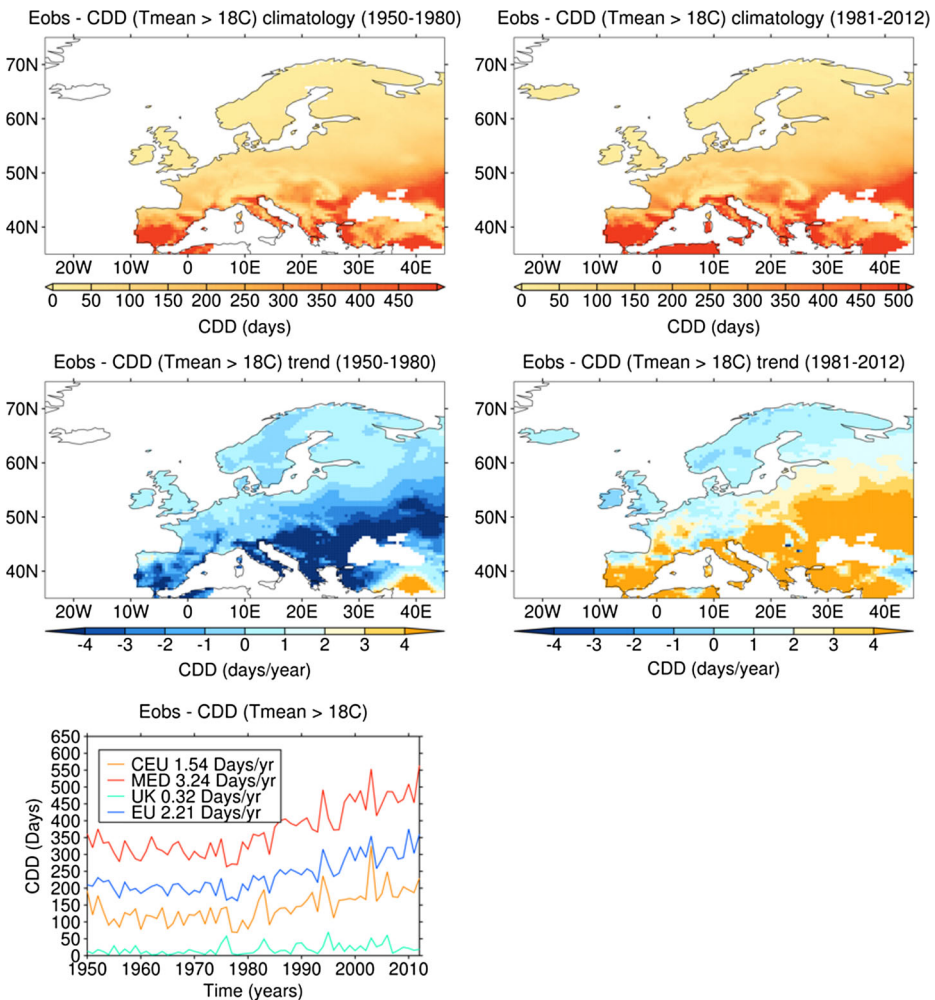 Eobs - CDD (Tmean > 18C) climatology (1950-1980)
70N
60N
50N
40N
20W 10W 0 10E 20E 30E 40E
0 50 100 150 200 250 300 350 400 450
CDD (days)
Eobs - CDD (Tmean > 18C) climatology (1981-2012)
70N
60N
50N
40N
20W 10W 0 10E 20E 30E 40E
0 50 100 150 200 250 300 350 400 450 500
CDD (days)
Eobs - CDD (Tmean > 18C) trend (1950-1980)
70N
60N
50N
40N
20W 10W 0 10E 20E 30E 40E
-4 -3 -2 -1 0 1 2 3 4
CDD (days/year)
Eobs - CDD (Tmean > 18C) trend (1981-2012)
70N
60N
50N
40N
20W 10W 0 10E 20E 30E 40E
-4 -3 -2 -1 0 1 2 3 4
CDD (days/year)
Eobs - CDD (Tmean > 18C)
CDD (Days)
650
600
550
500
450
400
350
300
250
200
150
100
50
0
CEU 1.54 Days/yr
MED 3.24 Days/yr
UK 0.32 Days/yr
EU 2.21 Days/yr
1950 1960 1970 1980 1990 2000 2010
Time (years)